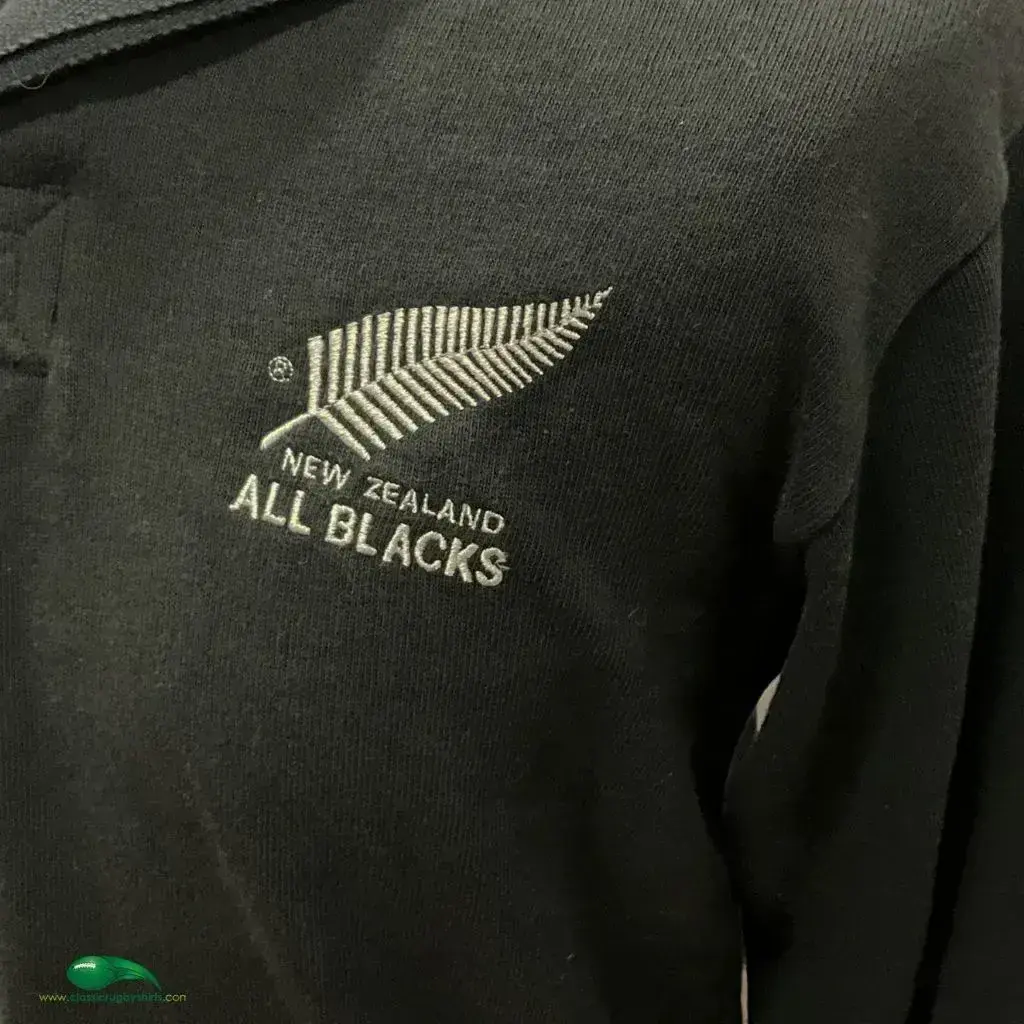 ®
NEW ZEALAND
ALL BLACKS
www.classicrugbyshirts.com